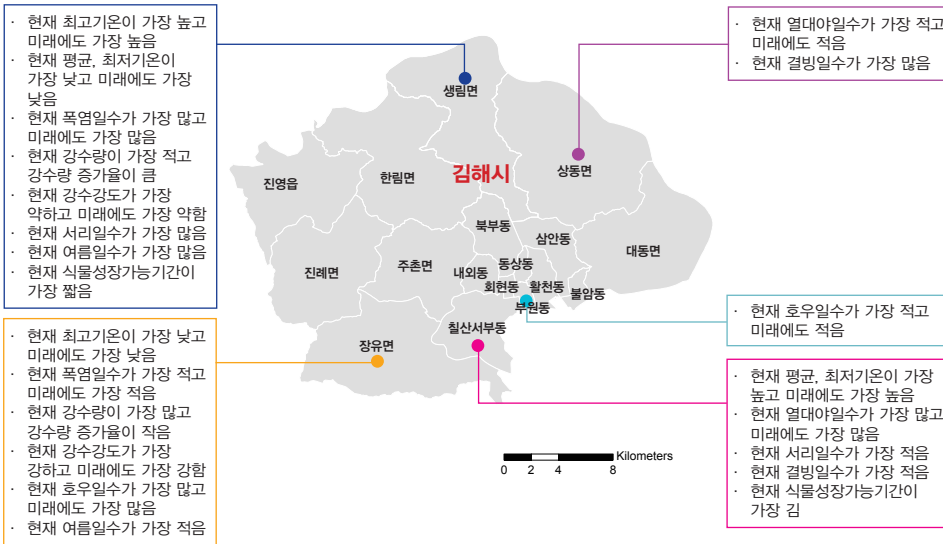 · 현재 최고기온이 가장 높고
미래에도 가장 높음
· 현재 평균, 최저기온이
가장 낮고 미래에도 가장
낮음
· 현재 폭염일수가 가장 많고
미래에도 가장 많음
· 현재 강수량이 가장 적고
강수량 증가율이 큼
· 현재 강수강도가 가장
약하고 미래에도 가장 약함
· 현재 서리일수가 가장 많음
· 현재 여름일수가 가장 많음
· 현재 식물성장가능기간이
가장 짧음
· 현재 열대야일수가 가장 적고
미래에도 적음
· 현재 결빙일수가 가장 많음
생림면
상동면
김해시
한림면
진영읍
북부동
삼안동
대동면
진례면
주촌면
내외동
동상동
회현동
활천동
불암동
부원동
칠산서부동
장유면
· 현재 호우일수가 가장 적고
미래에도 적음
· 현재 최고기온이 가장 낮고
미래에도 가장 낮음
· 현재 폭염일수가 가장 적고
미래에도 가장 적음
· 현재 강수량이 가장 많고
강수량 증가율이 작음
· 현재 강수강도가 가장
강하고 미래에도 가장 강함
· 현재 호우일수가 가장 많고
미래에도 가장 많음
· 현재 여름일수가 가장 적음
· 현재 평균, 최저기온이 가장
높고 미래에도 가장 높음
· 현재 열대야일수가 가장 많고
미래에도 가장 많음
· 현재 서리일수가 가장 적음
· 현재 결빙일수가 가장 적음
· 현재 식물성장가능기간이
가장 김
Kilometers
0 2 4 8